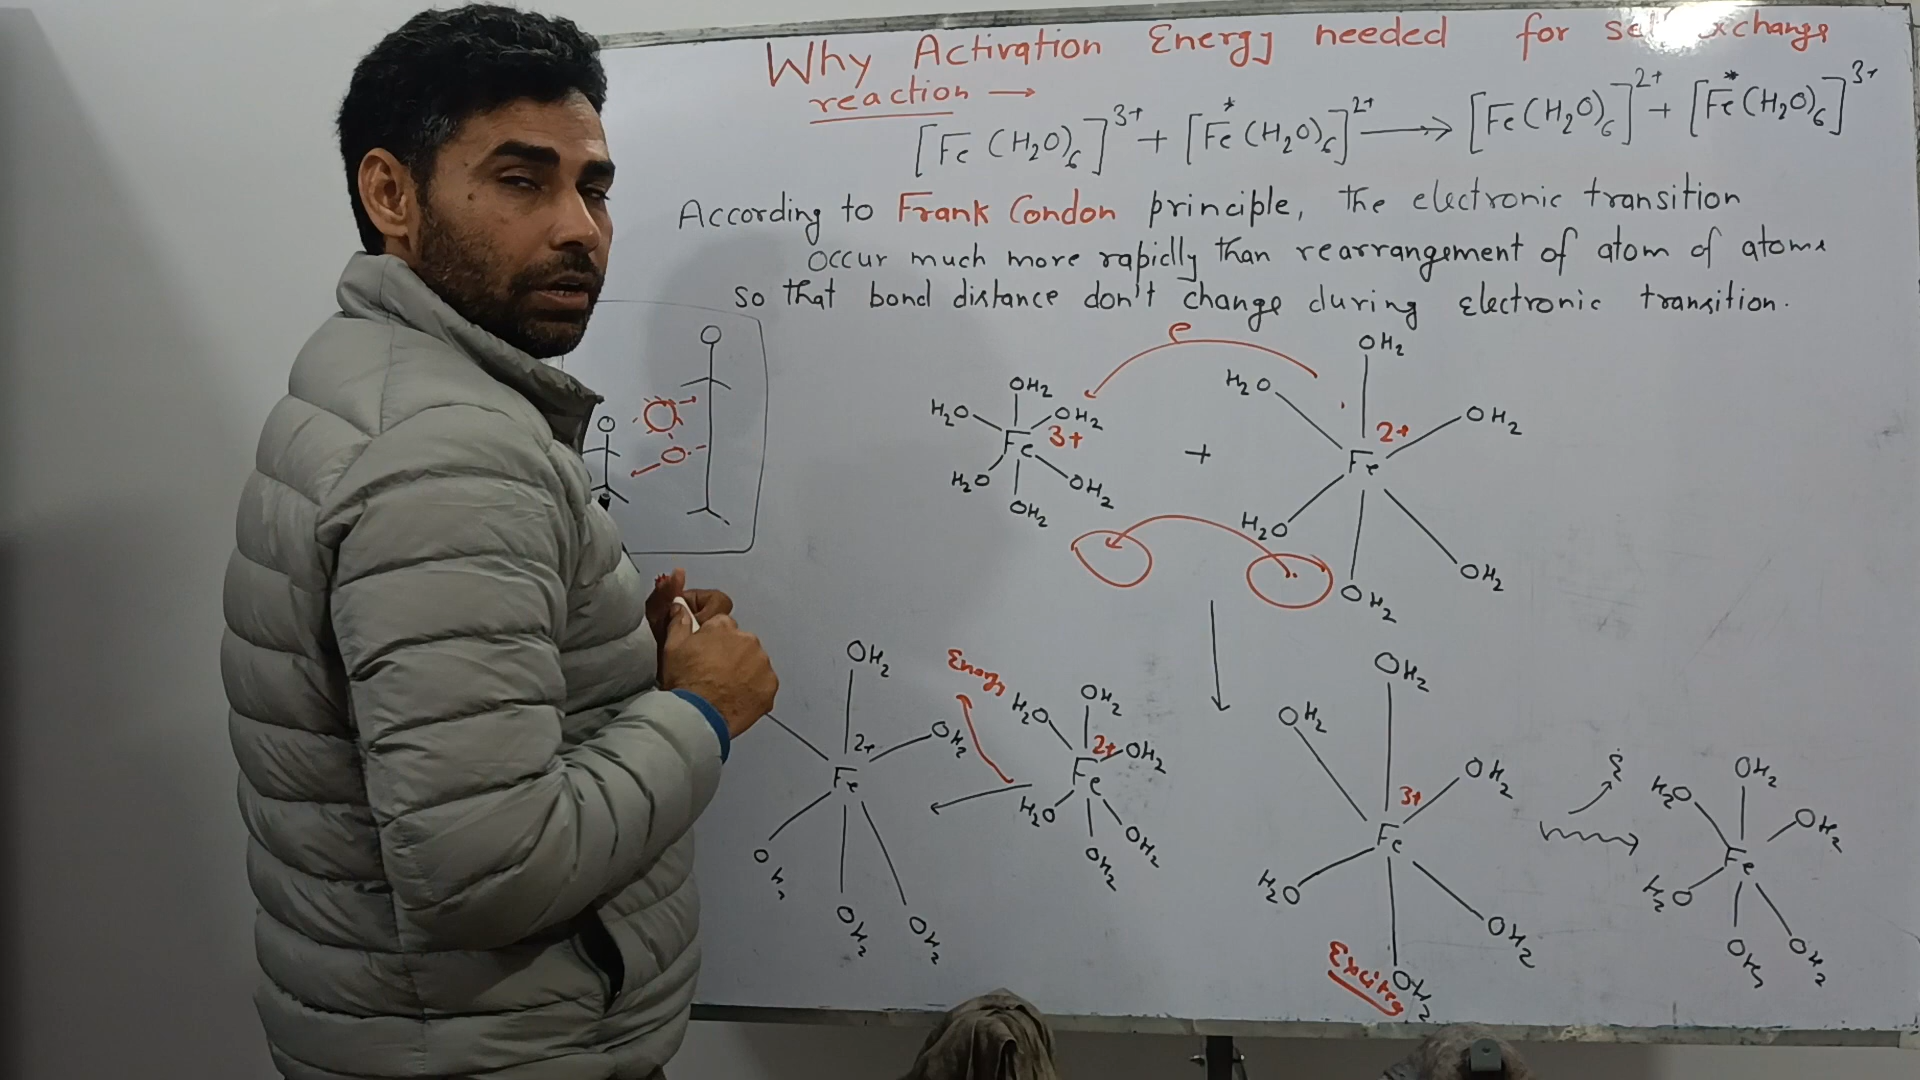 Why Activation Energy needed for self exchange
reaction →
[Fe (H₂O)₆]³⁺ + [F*e (H₂O)₆]²⁺ ⟶ [Fe (H₂O)₆]²⁺ + [F*e (H₂O)₆]³⁺
According to Frank Condon principle, the electronic transition
occur much more rapidly than rearrangement of atom of atoms
so that bond distance don't change during electronic transition.
e
OH₂
H₂O
OH₂
Fe 3+
H₂O
OH₂
OH₂
+
OH₂
H₂O
OH₂
2+
Fe
H₂O
OH₂
OH₂
OH₂
2+
OH₂
Fe
OH₂
OH₂
OH₂
Energy
OH₂
H₂O
2+
OH₂
Fe
H₂O
OH₂
OH₂
OH₂
OH₂
OH₂
3+
Fe
H₂O
OH₂
OH₂
OH₂
H₂O
OH₂
Fe
H₂O
OH₂
OH₂